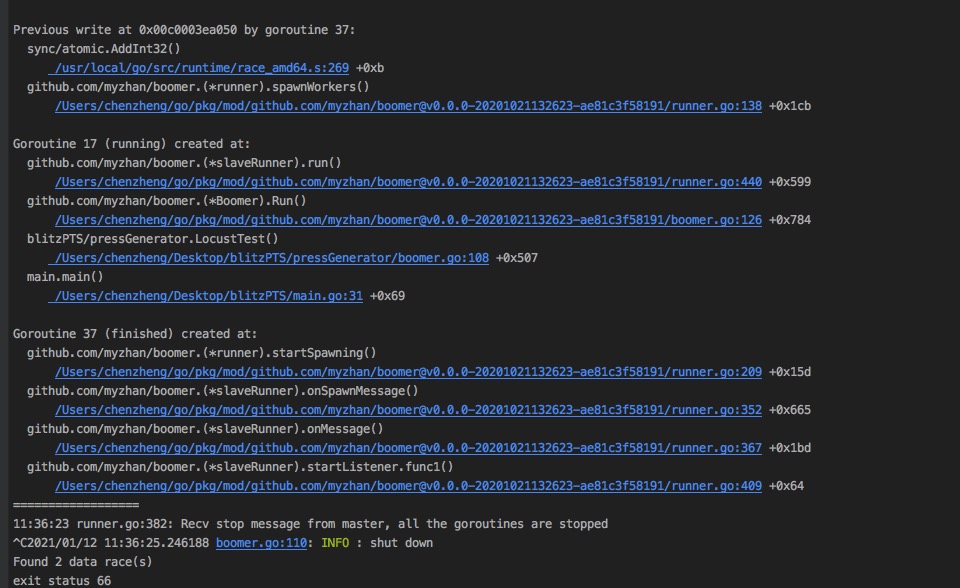 Previous write at 0x00c0003ea050 by goroutine 37:
sync/atomic.AddInt32()
/usr/local/go/src/runtime/race_amd64.s:269 +0xb
github.com/myzhan/boomer.(*runner).spawnWorkers()
/Users/chenzheng/go/pkg/mod/github.com/myzhan/boomer@v0.0.0-20201021132623-ae81c3f58191/runner.go:138 +0x1cb
Goroutine 17 (running) created at:
github.com/myzhan/boomer.(*slaveRunner).run()
/Users/chenzheng/go/pkg/mod/github.com/myzhan/boomer@v0.0.0-20201021132623-ae81c3f58191/runner.go:440 +0x599
github.com/myzhan/boomer.(*Boomer).Run()
/Users/chenzheng/go/pkg/mod/github.com/myzhan/boomer@v0.0.0-20201021132623-ae81c3f58191/boomer.go:126 +0x784
blitzPTS/pressGenerator.LocustTest()
/Users/chenzheng/Desktop/blitzPTS/pressGenerator/boomer.go:108 +0x507
main.main()
/Users/chenzheng/Desktop/blitzPTS/main.go:31 +0x69
Goroutine 37 (finished) created at:
github.com/myzhan/boomer.(*runner).startSpawning()
/Users/chenzheng/go/pkg/mod/github.com/myzhan/boomer@v0.0.0-20201021132623-ae81c3f58191/runner.go:209 +0x15d
github.com/myzhan/boomer.(*slaveRunner).onSpawnMessage()
/Users/chenzheng/go/pkg/mod/github.com/myzhan/boomer@v0.0.0-20201021132623-ae81c3f58191/runner.go:352 +0x665
github.com/myzhan/boomer.(*slaveRunner).onMessage()
/Users/chenzheng/go/pkg/mod/github.com/myzhan/boomer@v0.0.0-20201021132623-ae81c3f58191/runner.go:367 +0x1bd
github.com/myzhan/boomer.(*slaveRunner).startListener.func1()
/Users/chenzheng/go/pkg/mod/github.com/myzhan/boomer@v0.0.0-20201021132623-ae81c3f58191/runner.go:409 +0x64
==================
11:36:23 runner.go:382: Recv stop message from master, all the goroutines are stopped
^C2021/01/12 11:36:25.246188 boomer.go:110: INFO : shut down
Found 2 data race(s)
exit status 66